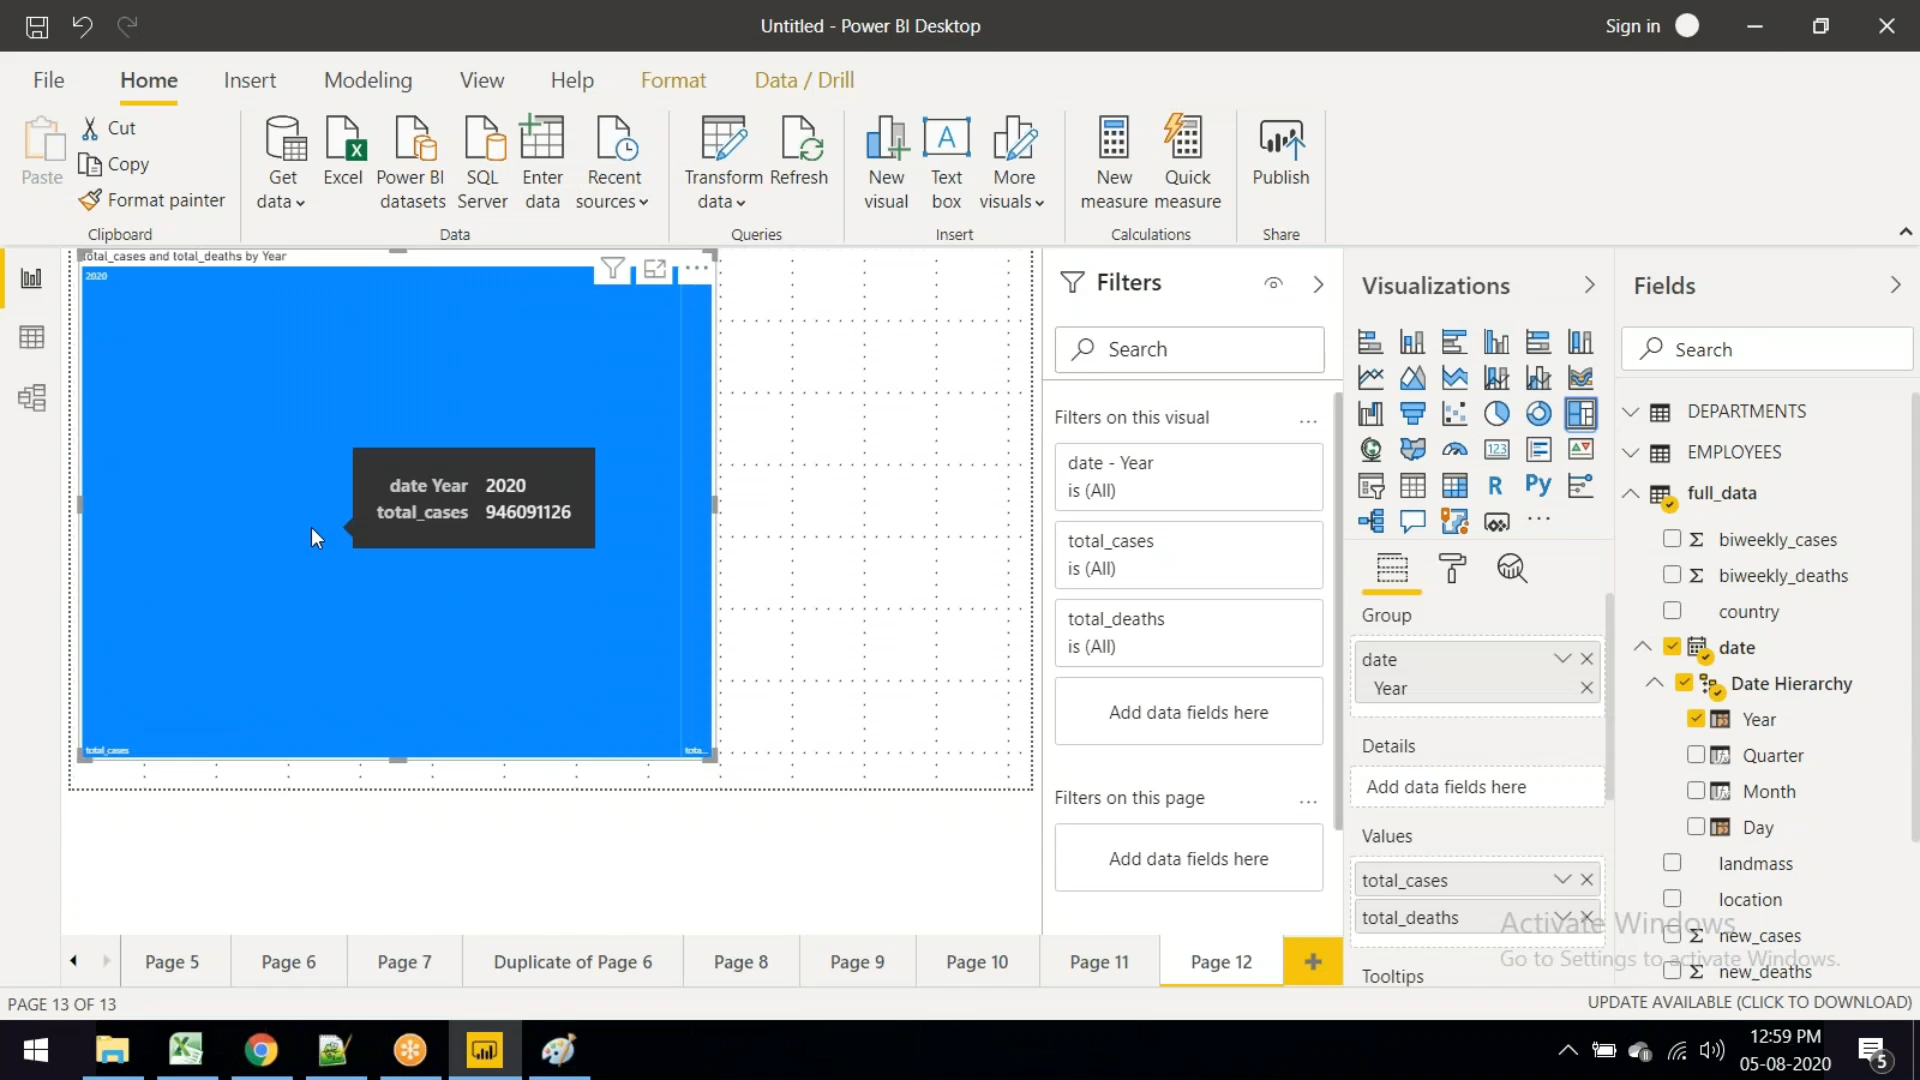 Untitled - Power BI Desktop
Sign in
File
Home
Insert
Modeling
View
Help
Format
Data / Drill
Paste
Cut
Copy
Format painter
Clipboard
Get data
Excel
Power BI datasets
SQL Server
Enter data
Recent sources
Data
Transform data
Refresh
Queries
New visual
Text box
More visuals
Insert
New measure
Quick measure
Calculations
Publish
Share
total_cases and total_deaths by Year
2020
date Year 2020
total_cases 946091126
total_cases
tota...
Filters
Search
Filters on this visual
...
date - Year
is (All)
total_cases
is (All)
total_deaths
is (All)
Add data fields here
Filters on this page
...
Add data fields here
Visualizations
123
R
Py
...
Group
date
Year
Details
Add data fields here
Values
total_cases
total_deaths
Tooltips
Fields
Search
DEPARTMENTS
EMPLOYEES
full_data
Σ biweekly_cases
Σ biweekly_deaths
country
date
Date Hierarchy
Year
Quarter
Month
Day
landmass
location
Σ new_cases
Σ new_deaths
Activate Windows
Go to Settings to activate Windows.
Page 5
Page 6
Page 7
Duplicate of Page 6
Page 8
Page 9
Page 10
Page 11
Page 12
PAGE 13 OF 13
UPDATE AVAILABLE (CLICK TO DOWNLOAD)
12:59 PM
05-08-2020
5